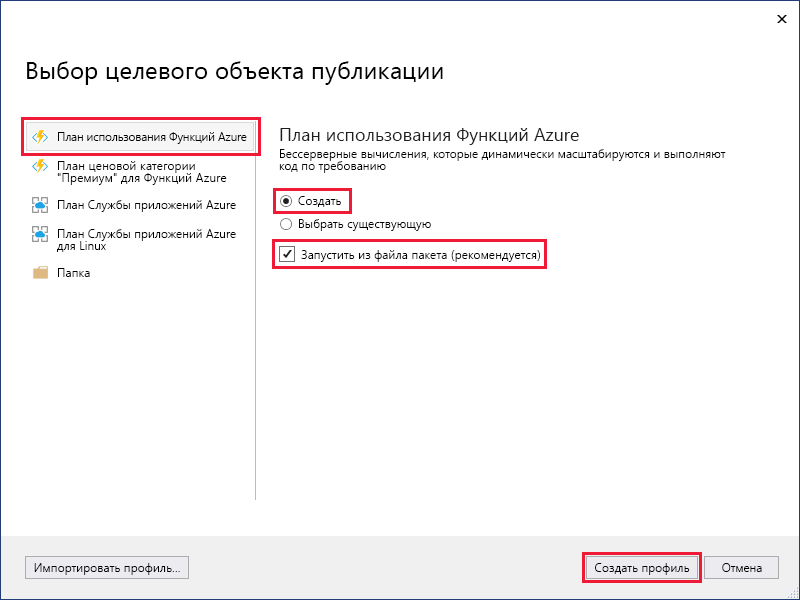 Выбор целевого объекта публикации
План использования Функций Azure
План ценовой категории
"Премиум" для Функций Azure
План Службы приложений Azure
План Службы приложений Azure
для Linux
Папка
План использования Функций Azure
Бессерверные вычисления, которые динамически масштабируются и выполняют
код по требованию
Создать
Выбрать существующую
Запустить из файла пакета (рекомендуется)
Импортировать профиль...
Создать профиль
Отмена